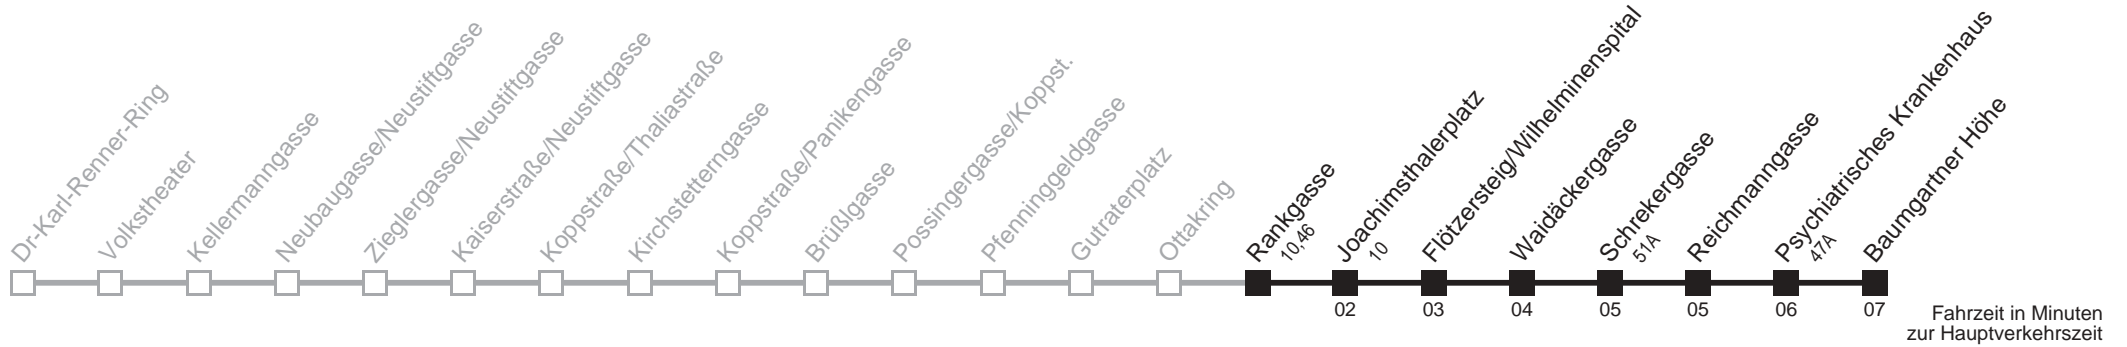 Dr-Karl-Renner-Ring
Volkstheater
Kellermanngasse
Neubaugasse/Neustiftgasse
Zieglergasse/Neustiftgasse
Kaiserstraße/Neustiftgasse
Koppstraße/Thaliastraße
Kirchstetterngasse
Koppstraße/Panikengasse
Brüßlgasse
Possingergasse/Koppst.
Pfenninggeldgasse
Gutraterplatz
Ottakring
Rankgasse
10,46
Joachimsthalerplatz
10
Flötzersteig/Wilhelminenspital
Waidäckergasse
Schrekergasse
51A
Reichmanngasse
Psychiatrisches Krankenhaus
47A
Baumgartner Höhe
02 03 04 05 05 06 07
Fahrzeit in Minuten
zur Hauptverkehrszeit